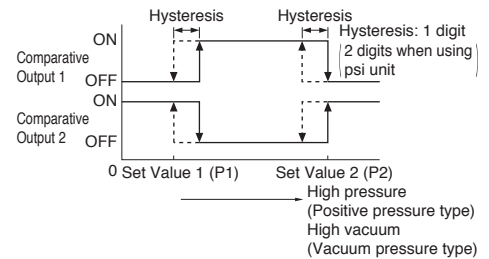 Hysteresis Hysteresis
Hysteresis: 1 digit
2 digits when using
psi unit
ON
Comparative
Output 1
OFF
ON
Comparative
Output 2
OFF
0 Set Value 1 (P1) Set Value 2 (P2)
High pressure
(Positive pressure type)
High vacuum
(Vacuum pressure type)